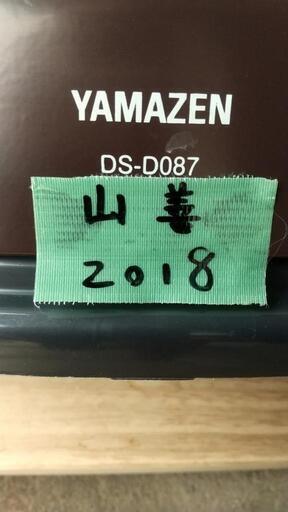 YAMAZEN
DS-D087
山善
2018